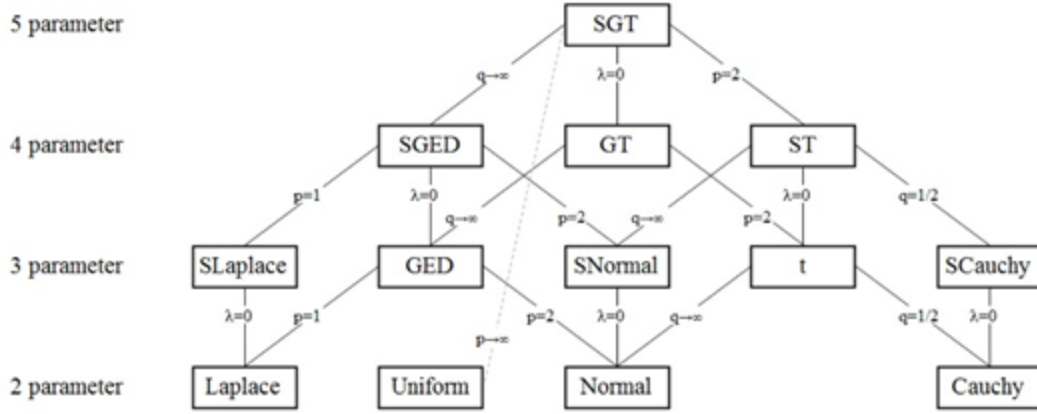 5 parameter SGT
q→∞ λ=0 p=2
4 parameter SGED GT ST
p=1 λ=0 q→∞ p=2 q→∞ λ=0 p=2 q=1/2
3 parameter SLaplace GED SNormal t SCauchy
λ=0 p=1 p→∞ p=2 λ=0 q→∞ q=1/2 λ=0
2 parameter Laplace Uniform Normal Cauchy